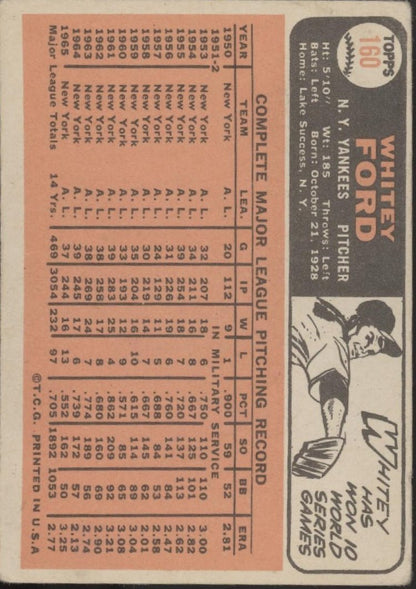 TOPPS
160
WHITEY
FORD
N. Y. YANKEES PITCHER
Ht: 5/10" Wt: 185 Throws: Left
Bats: Left Born: October 21, 1928
Home: Lake Success, N. Y.
WHITEY
HAS
WON 10
WORLD
SERIES
GAMES
COMPLETE MAJOR LEAGUE PITCHING RECORD
YEAR TEAM LEA. G IP W L PCT SO BB ERA
1950 New York A. L. 20 112 9 1 .900 59 52 2.81
1951-2 IN MILITARY SERVICE
1953 New York A. L. 32 207 18 6 .750 110 110 3.00
1954 New York A. L. 34 211 16 8 .667 125 101 2.82
1955 New York A. L. 39 254 18 7 .720 137 113 2.62
1956 New York A. L. 31 226 19 6 .760 141 84 2.47
1957 New York A. L. 24 129 11 5 .688 84 53 2.58
1958 New York A. L. 30 219 14 7 .667 145 62 2.01
1959 New York A. L. 35 204 16 10 .615 114 89 3.04
1960 New York A. L. 33 193 12 9 .571 85 65 3.08
1961 New York A. L. 39 283 25 4 .862 209 92 3.21
1962 New York A. L. 38 258 17 8 .680 160 69 2.90
1963 New York A. L. 38 269 24 7 .774 189 56 2.74
1964 New York A. L. 39 245 17 6 .739 172 57 2.13
1965 New York A. L. 37 244 16 13 .552 162 50 3.25
Major League Totals 14 Yrs. 469 3054 232 97 .705 1892 1053 2.77
©T.C.G. PRINTED IN U.S.A